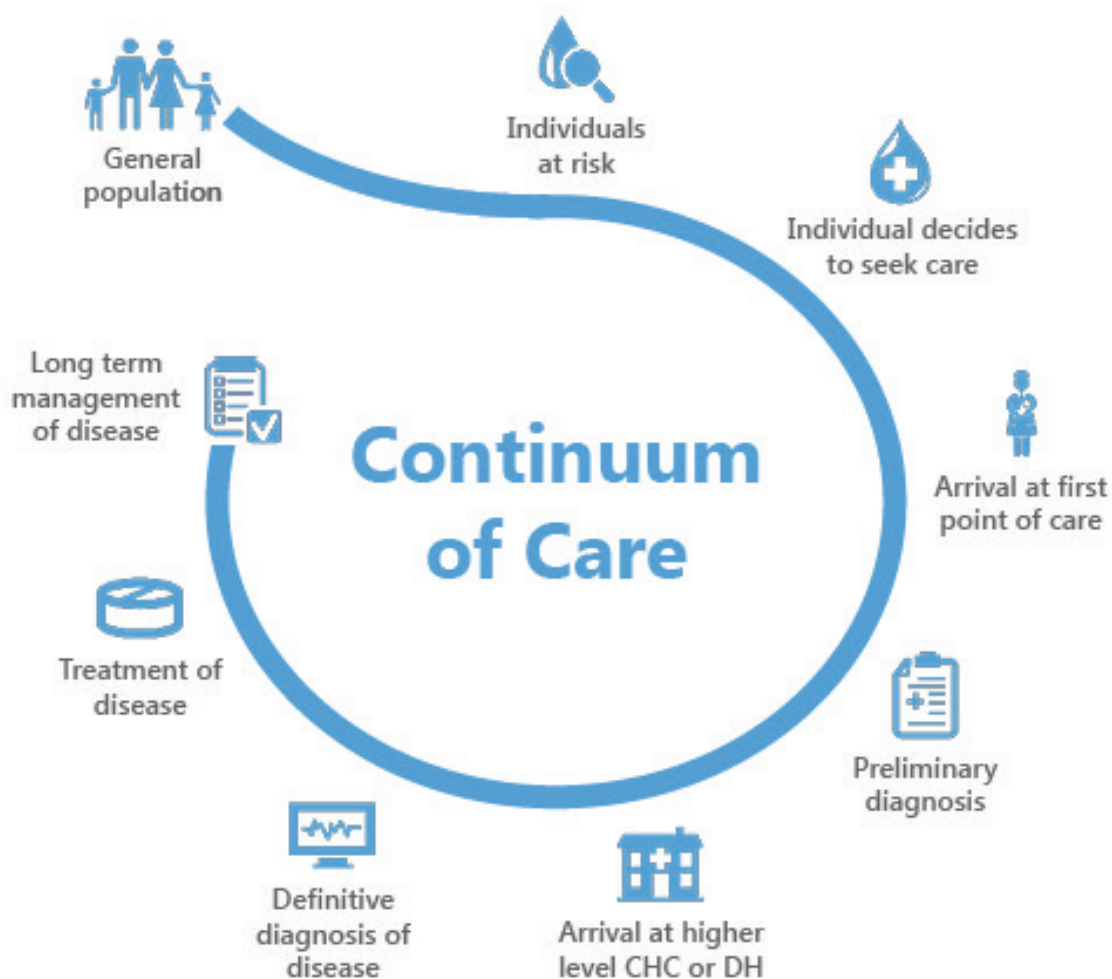 General
population
Individuals
at risk
Individual decides
to seek care
Arrival at first
point of care
Preliminary
diagnosis
Arrival at higher
level CHC or DH
Definitive
diagnosis of
disease
Treatment of
disease
Long term
management
of disease
Continuum
of Care